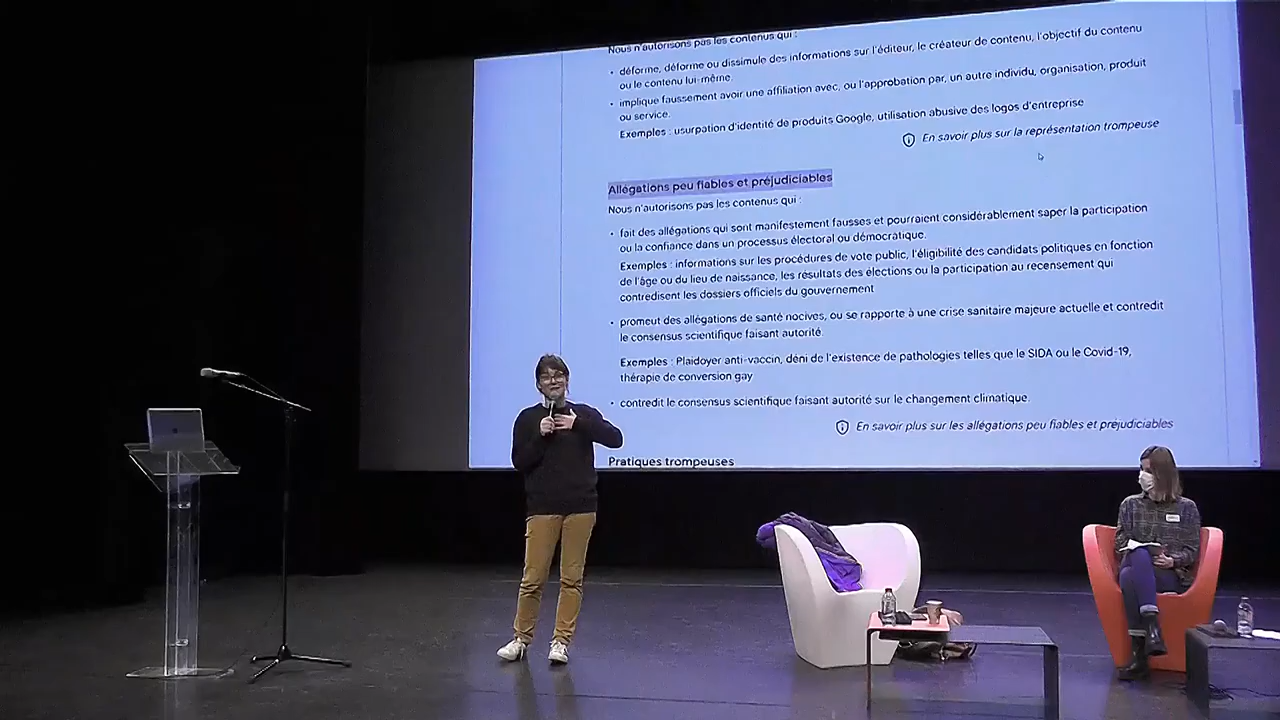 Nous n'autorisons pas les contenus qui :
• déforme, déforme ou dissimule des informations sur l'éditeur, le créateur de contenu, l'objectif du contenu
ou le contenu lui-même.
• implique faussement avoir une affiliation avec, ou l'approbation par, un autre individu, organisation, produit
ou service.
Exemples : usurpation d'identité de produits Google, utilisation abusive des logos d'entreprise
En savoir plus sur la représentation trompeuse
Allégations peu fiables et préjudiciables
Nous n'autorisons pas les contenus qui :
• fait des allégations qui sont manifestement fausses et pourraient considérablement saper la participation
ou la confiance dans un processus électoral ou démocratique.
Exemples : informations sur les procédures de vote public, l'éligibilité des candidats politiques en fonction
de l'âge ou du lieu de naissance, les résultats des élections ou la participation au recensement qui
contredisent les dossiers officiels du gouvernement
• promeut des allégations de santé nocives, ou se rapporte à une crise sanitaire majeure actuelle et contredit
le consensus scientifique faisant autorité.
Exemples : Plaidoyer anti-vaccin, déni de l'existence de pathologies telles que le SIDA ou le Covid-19,
thérapie de conversion gay
• contredit le consensus scientifique faisant autorité sur le changement climatique.
En savoir plus sur les allégations peu fiables et préjudiciables
Pratiques trompeuses